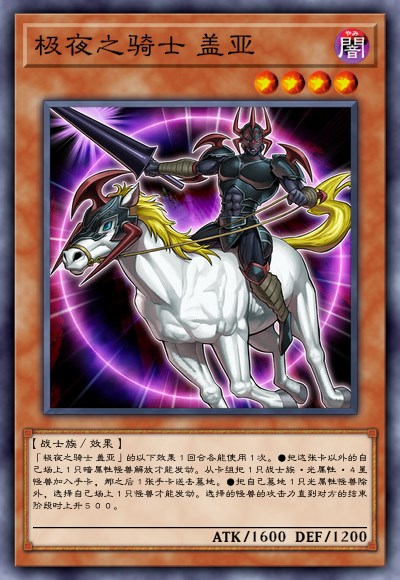 极夜之骑士 盖亚
やみ
闇
【战士族／效果】
「极夜之骑士 盖亚」的以下效果1回合各能使用1次。●把这张卡以外的自
己场上1只暗属性怪兽解放才能发动。从卡组把1只战士族·光属性·4星
怪兽加入手卡，那之后1张手卡送去墓地。●把自己墓地1只光属性怪兽除
外，选择自己场上1只怪兽才能发动。选择的怪兽的攻击力直到对方的结束
阶段时上升５００。
ATK/1600 DEF/1200